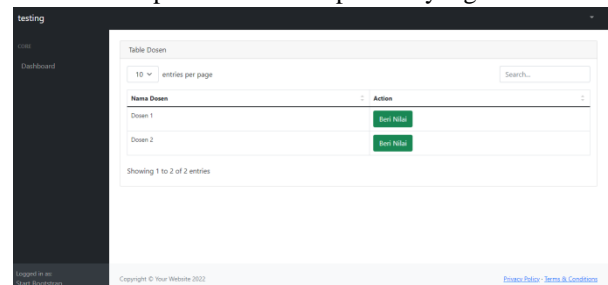 testing
CORE
Dashboard
Table Dosen
10 entries per page
Search...
Nama Dosen Action
Dosen 1 Beri Nilai
Dosen 2 Beri Nilai
Showing 1 to 2 of 2 entries
Logged in as:
Start Bootstrap
Copyright © Your Website 2022
Privacy Policy · Terms & Conditions